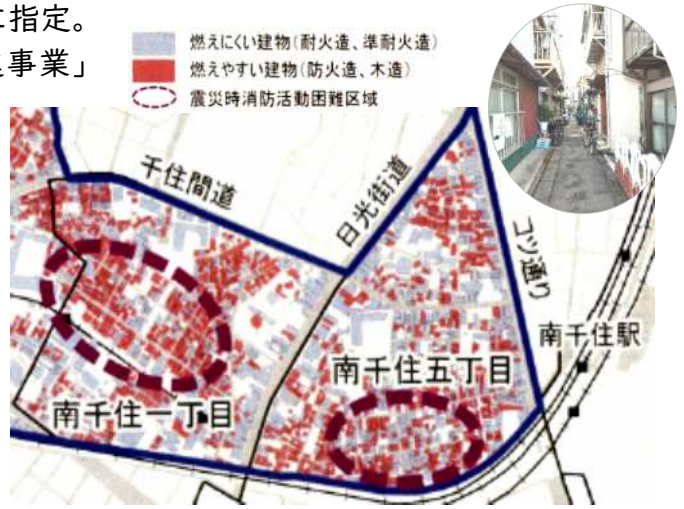 に指定。
事業」
燃えにくい建物(耐火造、準耐火造)
燃えやすい建物(防火造、木造)
震災時消防活動困難区域
千住間道
日光街道
コツ通り
南千住駅
南千住五丁目
南千住一丁目